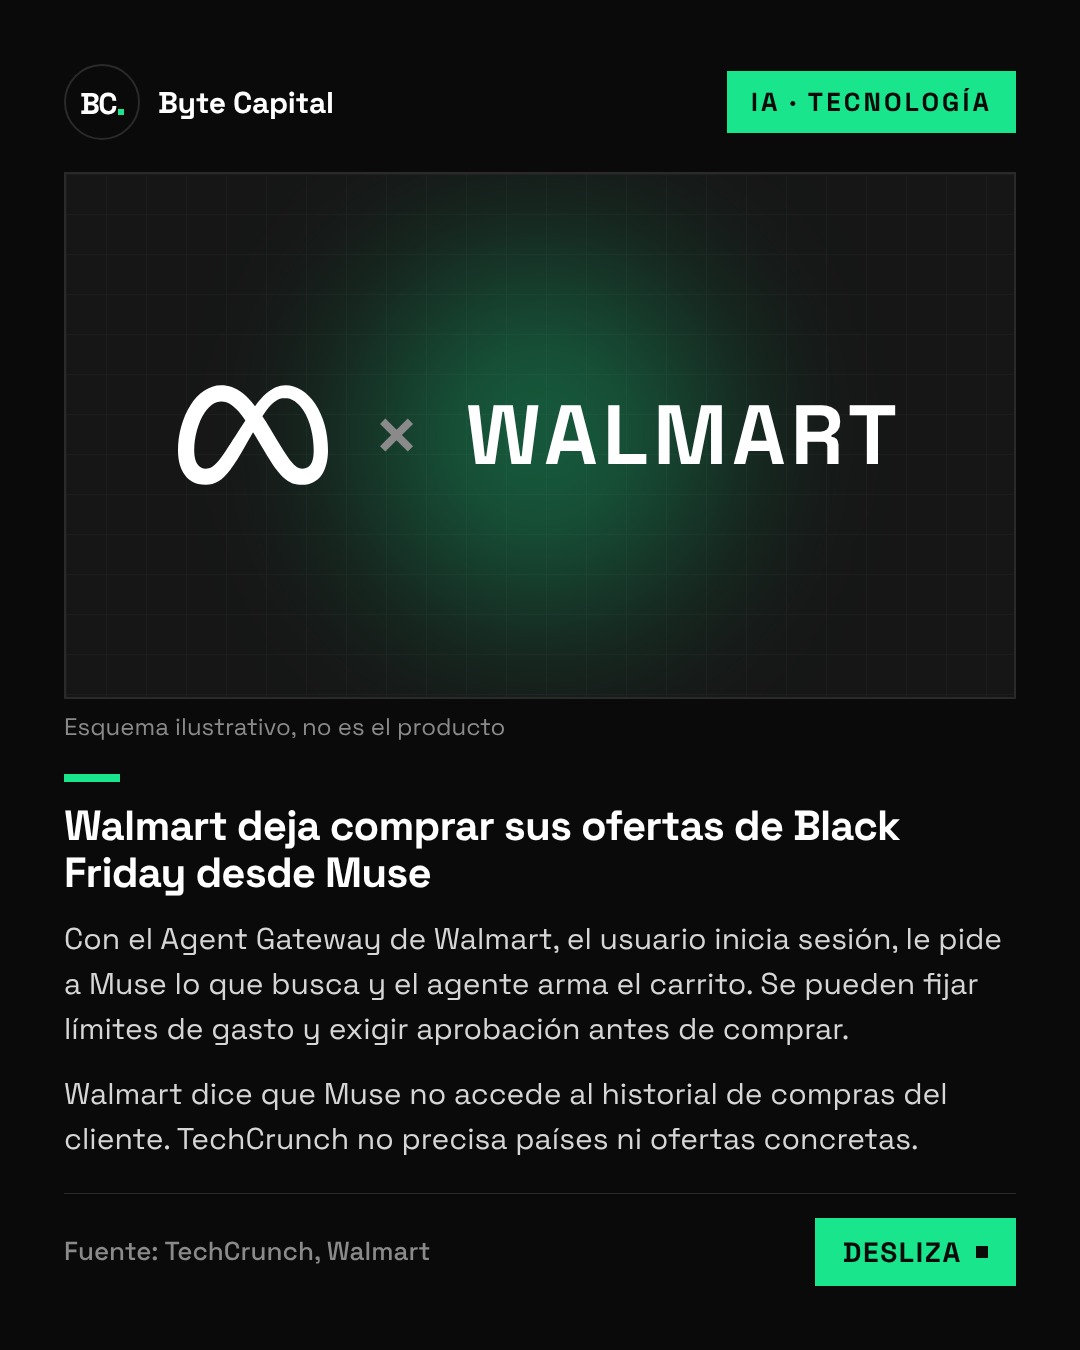 BC.
Byte Capital
IA · TECNOLOGÍA
× WALMART
Esquema ilustrativo, no es el producto
Walmart deja comprar sus ofertas de Black
Friday desde Muse
Con el Agent Gateway de Walmart, el usuario inicia sesión, le pide
a Muse lo que busca y el agente arma el carrito. Se pueden fijar
límites de gasto y exigir aprobación antes de comprar.
Walmart dice que Muse no accede al historial de compras del
cliente. TechCrunch no precisa países ni ofertas concretas.
Fuente: TechCrunch, Walmart
DESLIZA